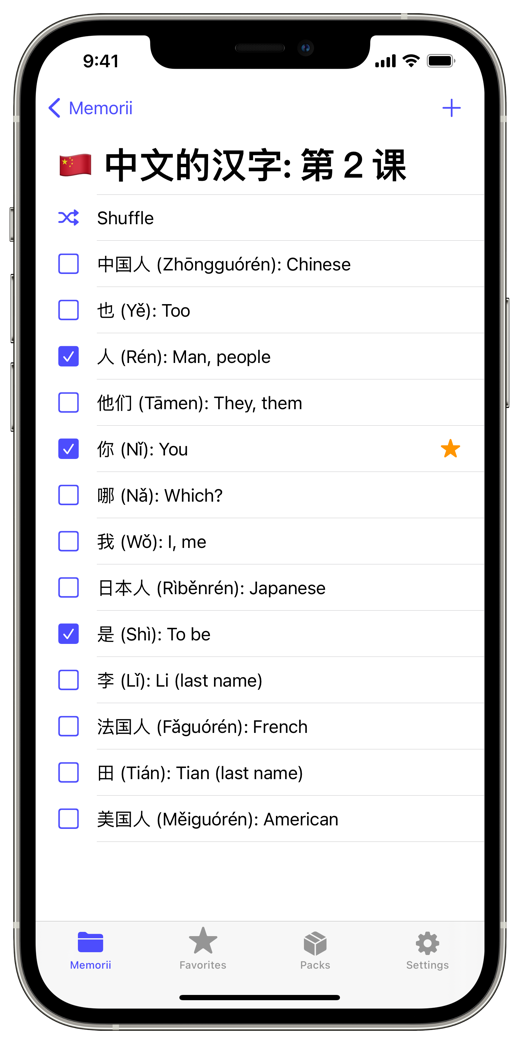 9:41
Memorii
🇨🇳 中文的汉字: 第 2 课
Shuffle
中国人 (Zhōngguórén): Chinese
也 (Yě): Too
人 (Rén): Man, people
他们 (Tāmen): They, them
你 (Nǐ): You
哪 (Nǎ): Which?
我 (Wǒ): I, me
日本人 (Rìběnrén): Japanese
是 (Shì): To be
李 (Lǐ): Li (last name)
法国人 (Fǎguórén): French
田 (Tián): Tian (last name)
美国人 (Měiguórén): American
Memorii Favorites Packs Settings